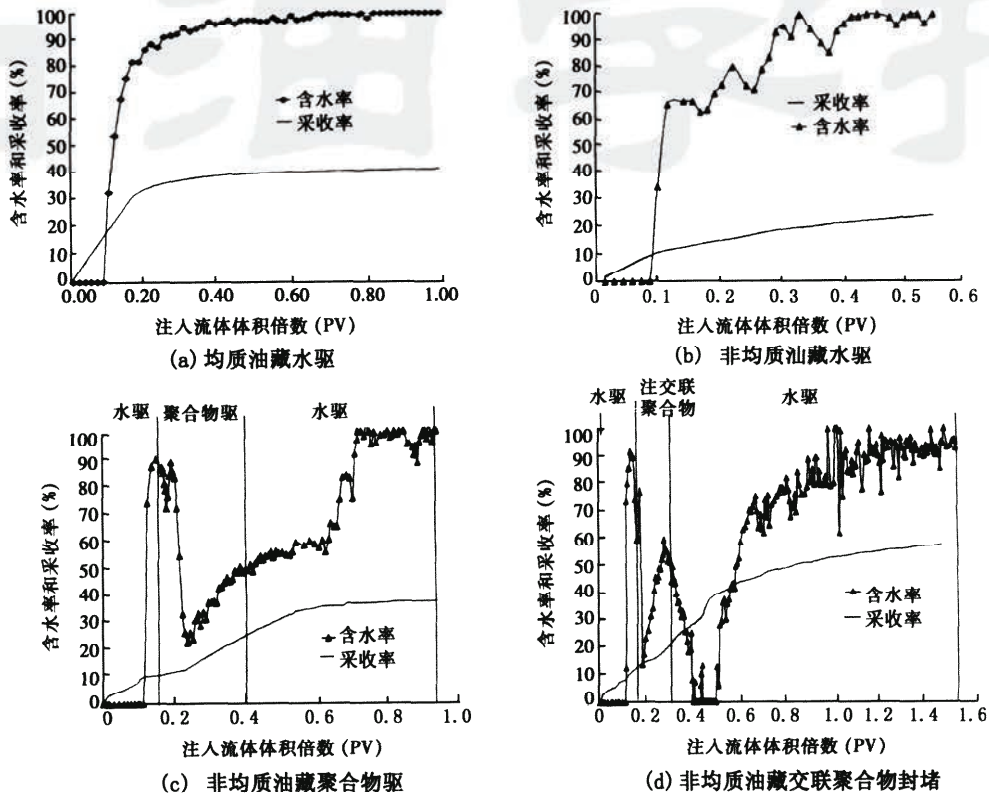 含水率和采收率(%)
100
90
80
70
60
50
40
30
20
10
0
含水率
采收率
0.00 0.20 0.40 0.60 0.80 1.00
注入流体体积倍数(PV)
(a) 均质油藏水驱
含水率和采收率(%)
100
90
80
70
60
50
40
30
20
10
0
采收率
含水率
0 0.1 0.2 0.3 0.4 0.5 0.6
注入流体体积倍数(PV)
(b) 非均质油藏水驱
水驱 聚合物驱 水驱
含水率和采收率(%)
100
90
80
70
60
50
40
30
20
10
0
含水率
采收率
0 0.2 0.4 0.6 0.8 1.0
注入流体体积倍数(PV)
(c) 非均质油藏聚合物驱
水驱 注交联 水驱
聚合物
含水率和采收率(%)
100
90
80
70
60
50
40
30
20
10
0
含水率
采收率
0 0.2 0.4 0.6 0.8 1.0 1.2 1.4 1.6
注入流体体积倍数(PV)
(d) 非均质油藏交联聚合物封堵